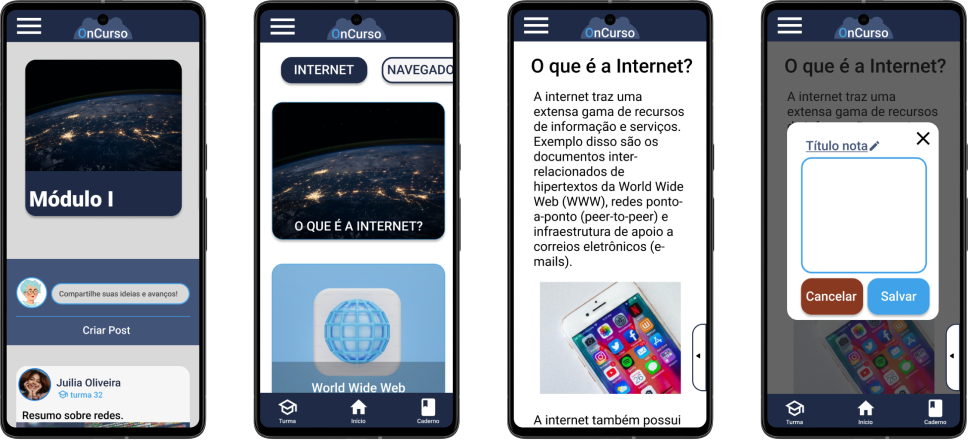 OnCurso
Módulo I
Compartilhe suas ideias e avanços!
Criar Post
Juilia Oliveira
turma 32
Resumo sobre redes.
OnCurso
INTERNET
NAVEGADO
O QUE É A INTERNET?
World Wide Web
Turma
Início
Caderno
OnCurso
O que é a Internet?
A internet traz uma
extensa gama de recursos
de informação e serviços.
Exemplo disso são os
documentos inter-
relacionados de
hipertextos da World Wide
Web (WWW), redes ponto-
a-ponto (peer-to-peer) e
infraestrutura de apoio a
correios eletrônicos (e-
mails).
A internet também possui
OnCurso
O que é a Internet?
A internet traz uma
extensa gama de recursos
Título nota
Cancelar
Salvar
Turma
Início
Caderno